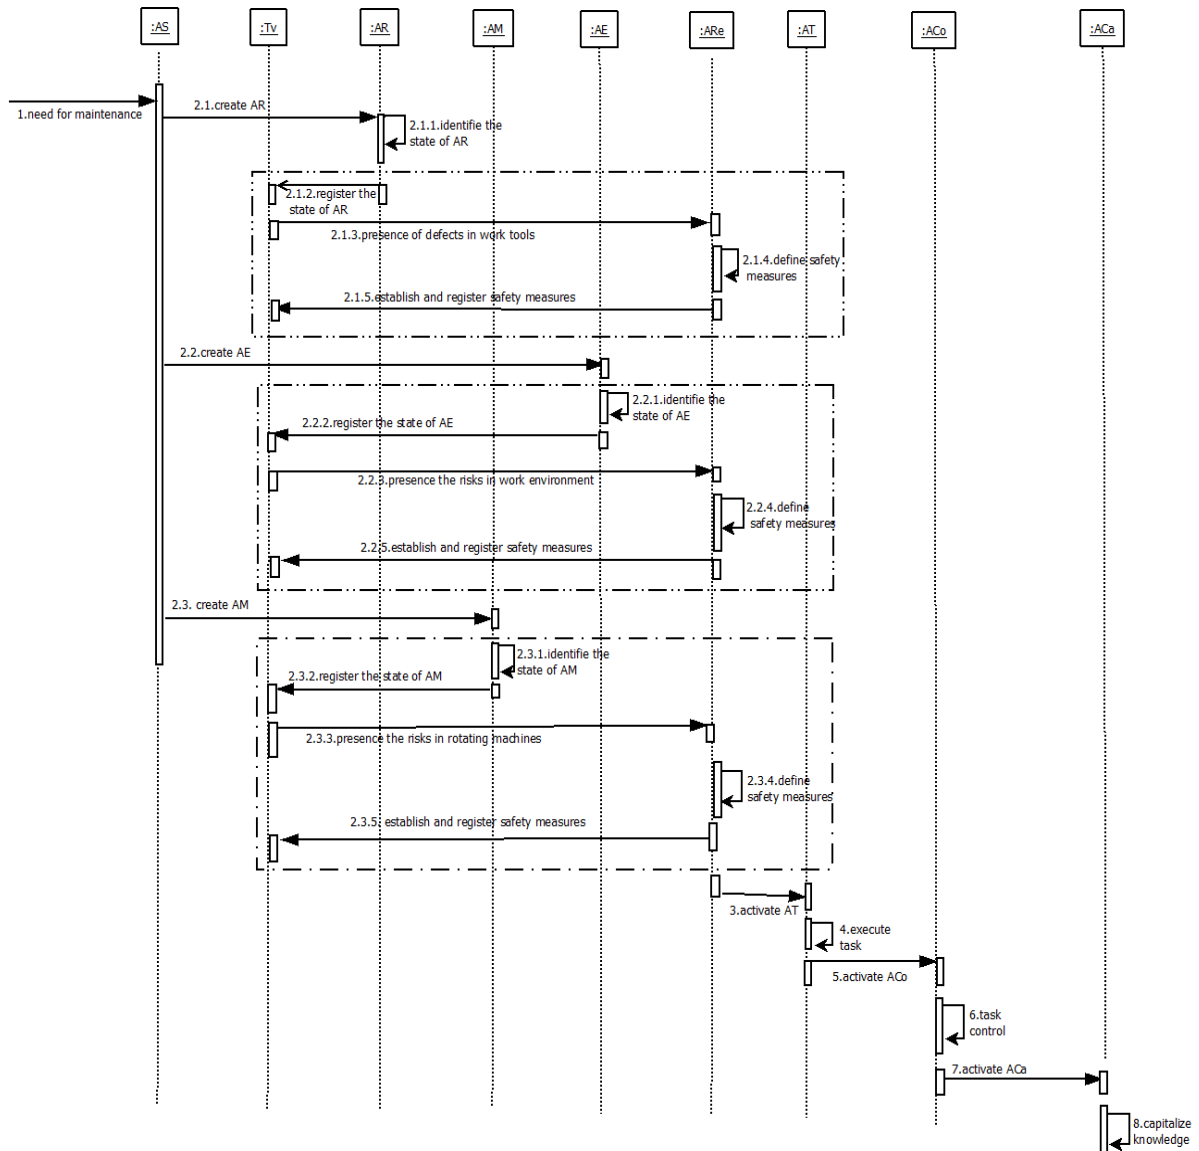 :AS
:Tv
:AR
:AM
:AE
:ARe
:AT
:ACo
:ACa
1.need for maintenance
2.1.create AR
2.1.1.identifie the
state of AR
2.1.2.register the
state of AR
2.1.3.presence of defects in work tools
2.1.4.define safety
measures
2.1.5.establish and register safety measures
2.2.create AE
2.2.1.identifie the
state of AE
2.2.2.register the state of AE
2.2.3.presence the risks in work environment
2.2.4.define
safety measures
2.2.5.establish and register safety measures
2.3. create AM
2.3.1.identifie the
state of AM
2.3.2.register the state of AM
2.3.3.presence the risks in rotating machines
2.3.4.define
safety measures
2.3.5. establish and register safety measures
3.activate AT
4.execute
task
5.activate ACo
6.task
control
7.activate ACa
8.capitalize
knowledge